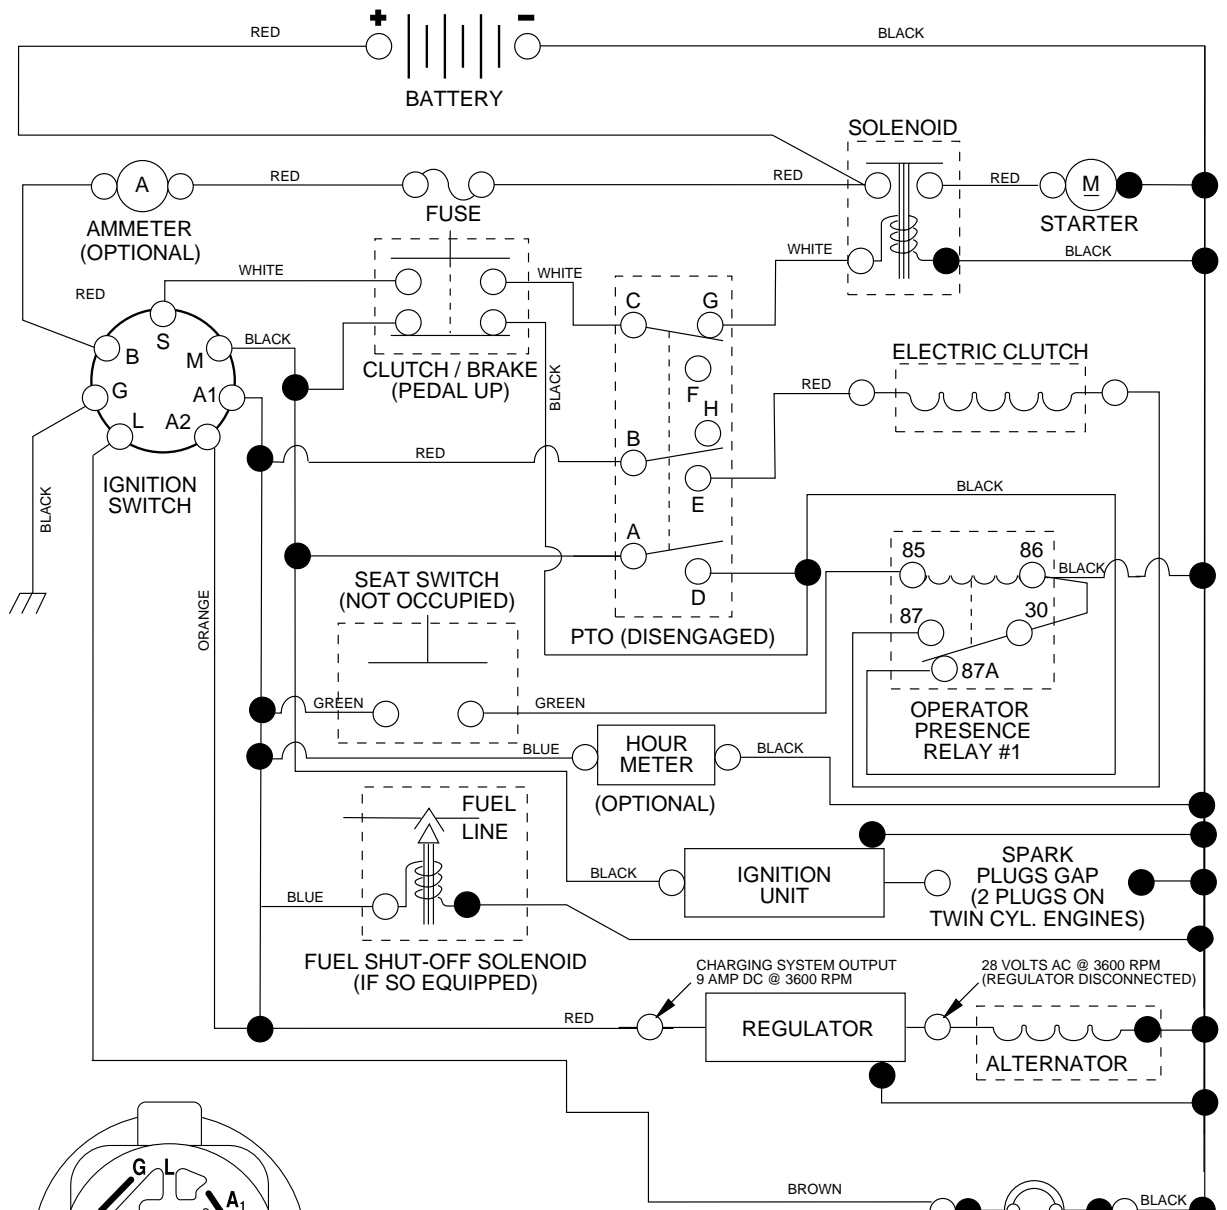 +
-
RED
BLACK
BATTERY
SOLENOID
A
RED
RED
RED
M
FUSE
AMMETER
(OPTIONAL)
STARTER
WHITE
WHITE
WHITE
BLACK
RED
C
G
S
B
M
BLACK
CLUTCH / BRAKE
(PEDAL UP)
ELECTRIC CLUTCH
G
A1
L
A2
BLACK
F
H
RED
B
RED
E
IGNITION
SWITCH
BLACK
BLACK
A
85
86
BLACK
SEAT SWITCH
(NOT OCCUPIED)
D
ORANGE
PTO (DISENGAGED)
87
30
87A
GREEN
GREEN
OPERATOR
PRESENCE
RELAY #1
BLUE
HOUR
METER
BLACK
(OPTIONAL)
FUEL
LINE
BLACK
IGNITION
UNIT
SPARK
PLUGS GAP
(2 PLUGS ON
TWIN CYL. ENGINES)
BLUE
FUEL SHUT-OFF SOLENOID
(IF SO EQUIPPED)
CHARGING SYSTEM OUTPUT
9 AMP DC @ 3600 RPM
28 VOLTS AC @ 3600 RPM
(REGULATOR DISCONNECTED)
RED
REGULATOR
ALTERNATOR
G
L
A1
BROWN
BLACK